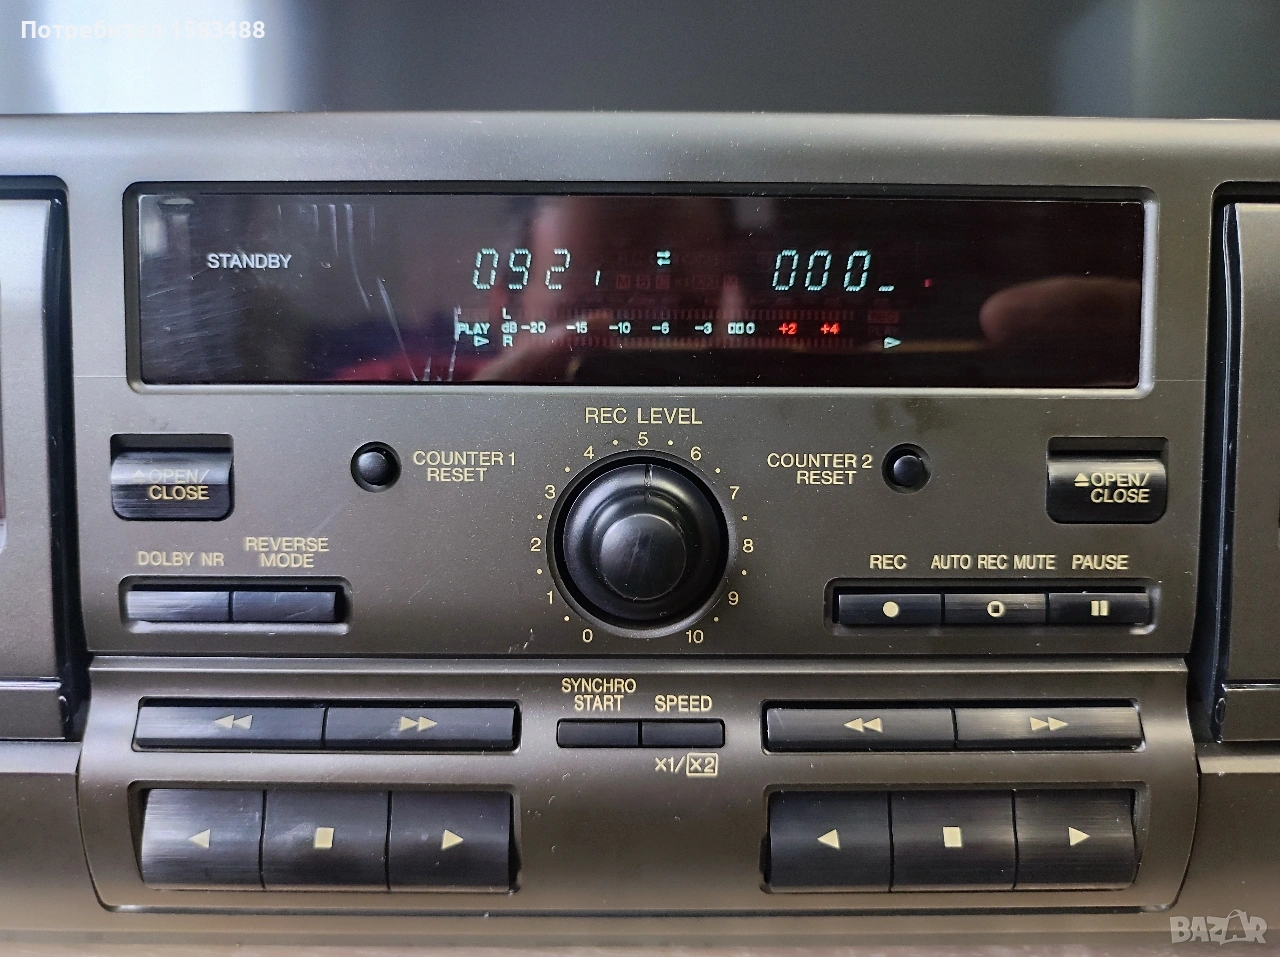 Потребител 1583488
STANDBY
092
000
L
PLAY dB -20 -15 -10 -6 -3 0 +2 +4
R
REC LEVEL
0 1 2 3 4 5 6 7 8 9 10
COUNTER 1
RESET
COUNTER 2
RESET
OPEN/
CLOSE
OPEN/
CLOSE
DOLBY NR
REVERSE
MODE
REC
AUTO REC MUTE
PAUSE
SYNCHRO
START
SPEED
X1/X2
BAZAR